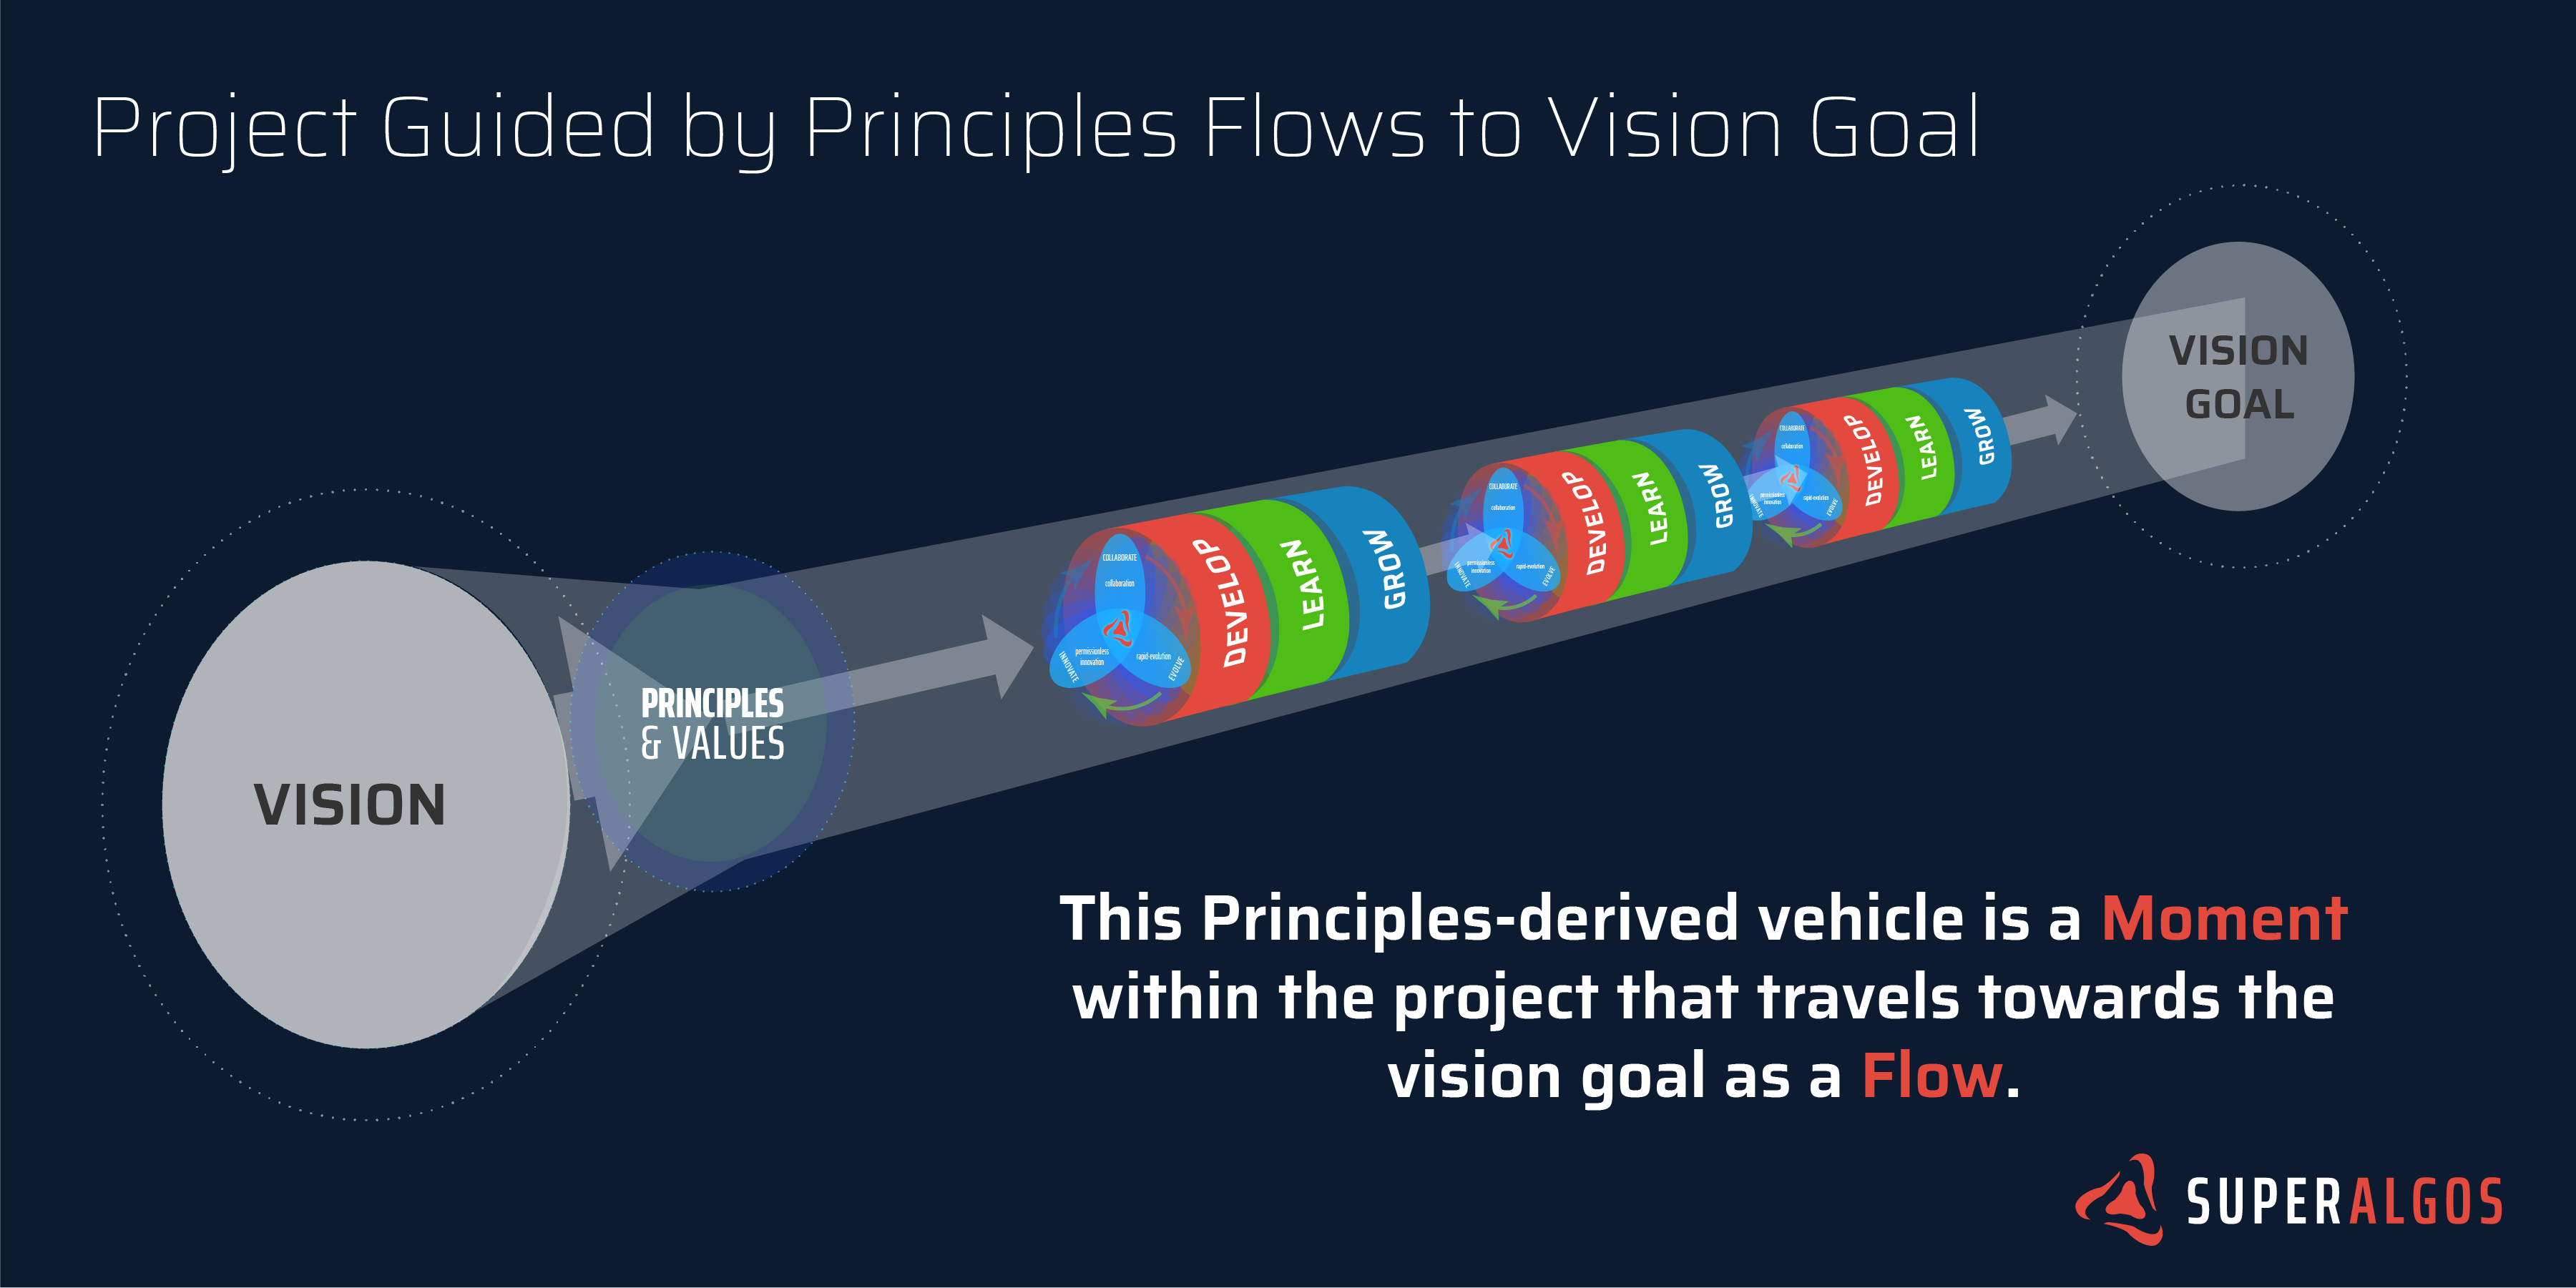 Project Guided by Principles Flows to Vision Goal
VISION
GOAL
COLLABORATE
collaboration
permissionless
innovation
rapid-evolution
INNOVATE
EVOLVE
DEVELOP
LEARN
GROW
COLLABORATE
collaboration
permissionless
innovation
rapid-evolution
INNOVATE
EVOLVE
DEVELOP
LEARN
GROW
COLLABORATE
collaboration
permissionless
innovation
rapid-evolution
INNOVATE
EVOLVE
DEVELOP
LEARN
GROW
PRINCIPLES
& VALUES
VISION
This Principles-derived vehicle is a Moment
within the project that travels towards the
vision goal as a Flow.
SUPERALGOS